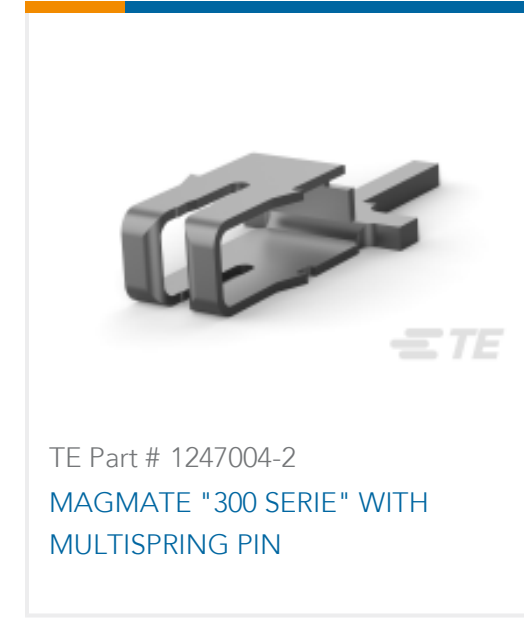 TE
TE Part # 1247004-2
MAGMATE "300 SERIE" WITH
MULTISPRING PIN